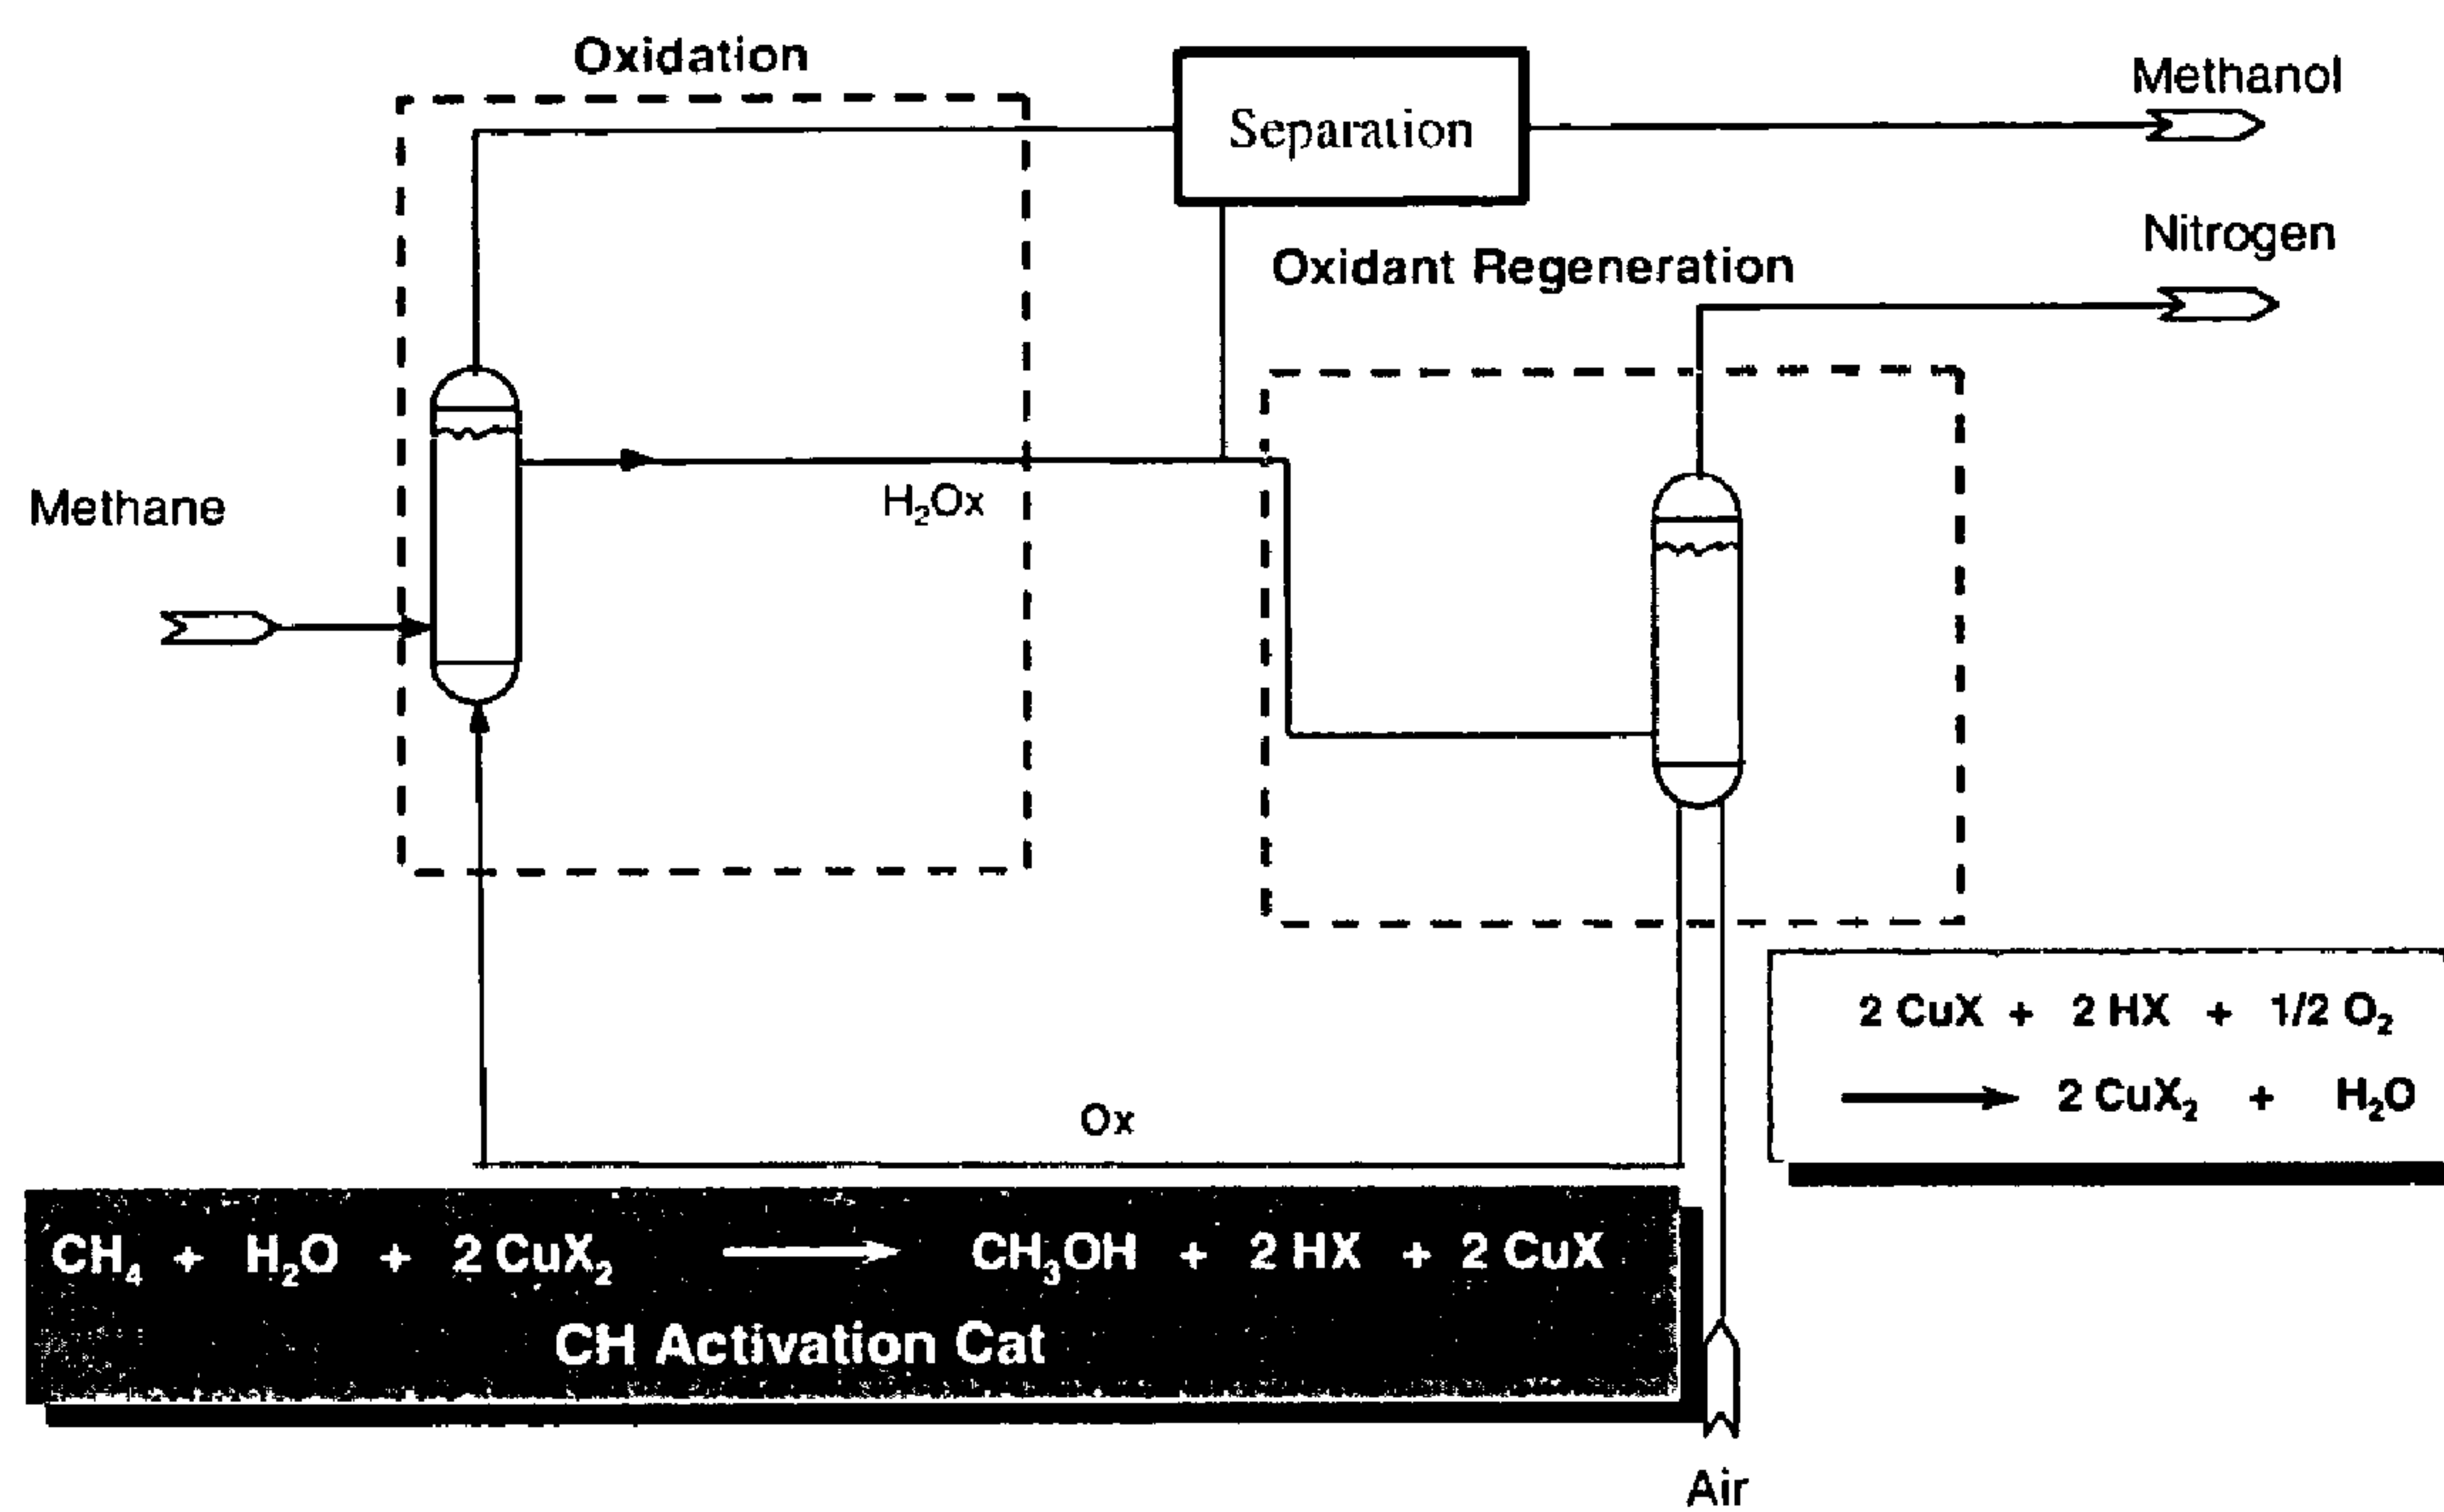 Oxidation
Separation
Methanol
Nitrogen
Oxidant Regeneration
Methane
H₂Ox
2 CuX + 2 HX + 1/2 O₂
→ 2 CuX₂ + H₂O
Ox
CH₄ + H₂O + 2 CuX₂ → CH₃OH + 2 HX + 2 CuX
CH Activation Cat
Air